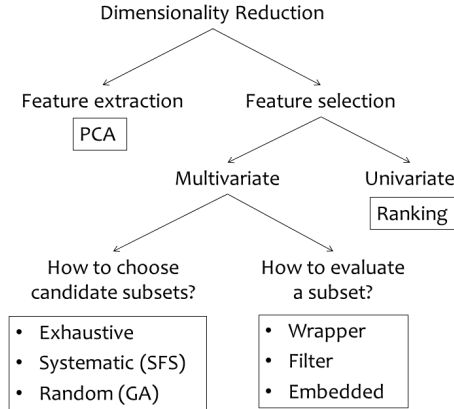 Dimensionality Reduction
Feature extraction
PCA
Feature selection
Multivariate
Univariate
Ranking
How to choose
candidate subsets?
• Exhaustive
• Systematic (SFS)
• Random (GA)
How to evaluate
a subset?
• Wrapper
• Filter
• Embedded